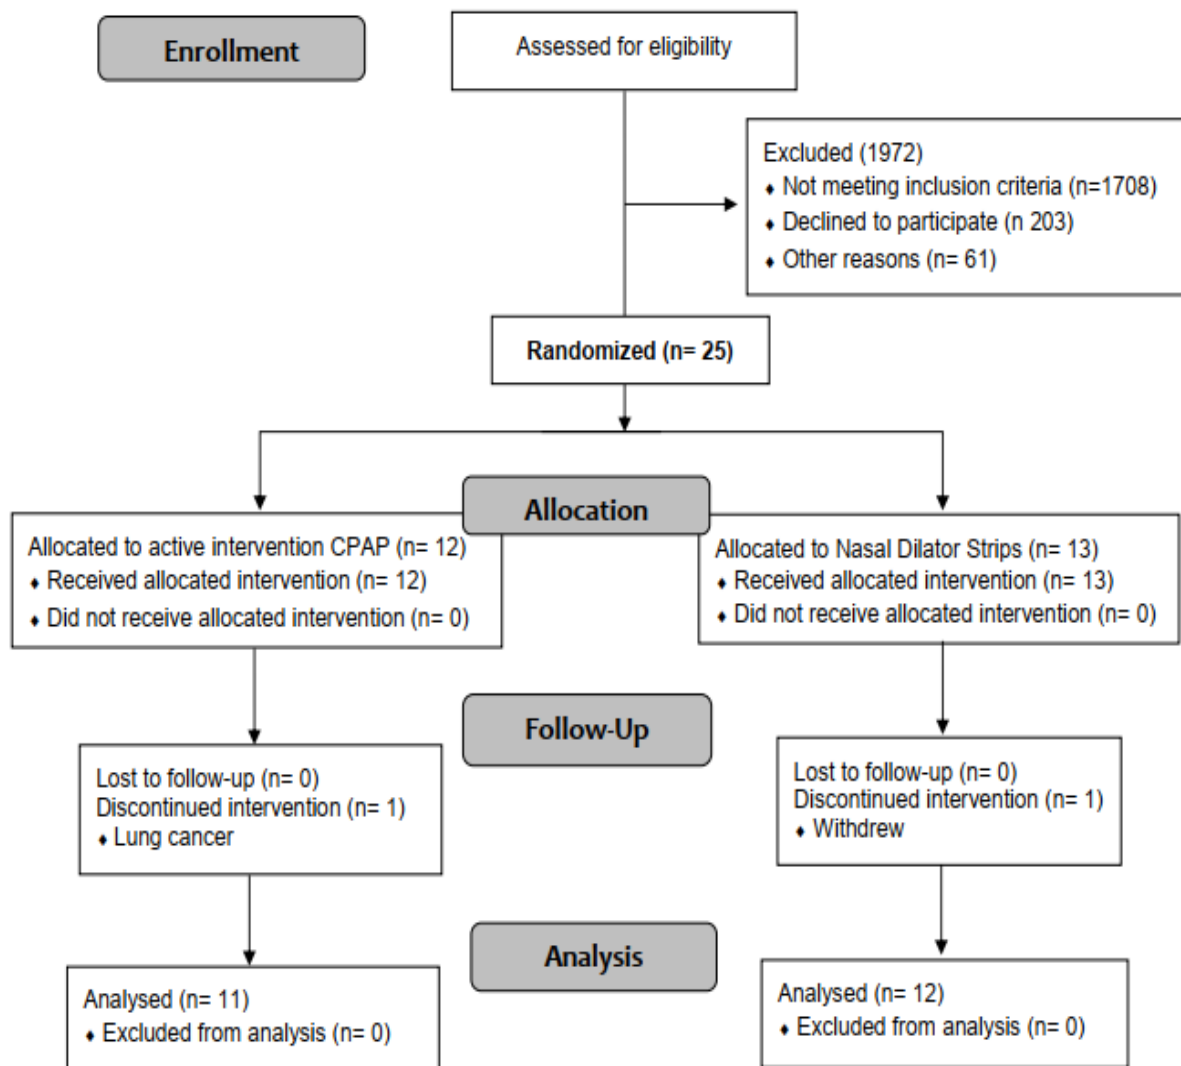 Enrollment
Assessed for eligibility
Excluded (1972)
♦ Not meeting inclusion criteria (n=1708)
♦ Declined to participate (n 203)
♦ Other reasons (n= 61)
Randomized (n= 25)
Allocation
Allocated to active intervention CPAP (n= 12)
♦ Received allocated intervention (n= 12)
♦ Did not receive allocated intervention (n= 0)
Allocated to Nasal Dilator Strips (n= 13)
♦ Received allocated intervention (n= 13)
♦ Did not receive allocated intervention (n= 0)
Follow-Up
Lost to follow-up (n= 0)
Discontinued intervention (n= 1)
♦ Lung cancer
Lost to follow-up (n= 0)
Discontinued intervention (n= 1)
♦ Withdrew
Analysis
Analysed (n= 11)
♦ Excluded from analysis (n= 0)
Analysed (n= 12)
♦ Excluded from analysis (n= 0)